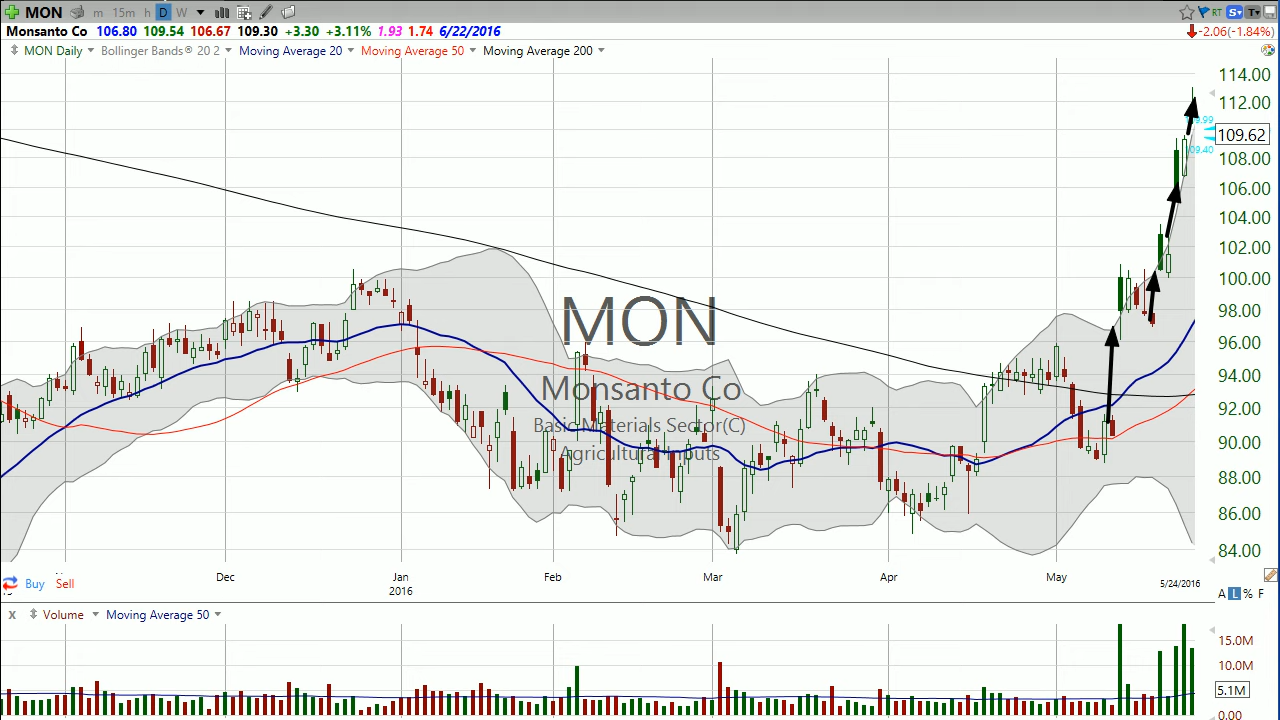 MON m 15m h D W RT S T
Monsanto Co 106.80 109.54 106.67 109.30 +3.30 +3.11% 1.93 1.74 6/22/2016 -2.06(-1.84%)
MON Daily Bollinger Bands® 20 2 Moving Average 20 Moving Average 50 Moving Average 200
114.00
112.00
109.62
109.40
108.00
106.00
104.00
102.00
100.00
98.00
96.00
94.00
92.00
90.00
88.00
86.00
84.00
MON
Monsanto Co
Basic Materials Sector(C)
Agricultural Inputs
Dec Jan Feb Mar Apr May
2016
5/24/2016
Buy Sell
A L % F
x Volume Moving Average 50
15.0M
10.0M
5.1M
0.00